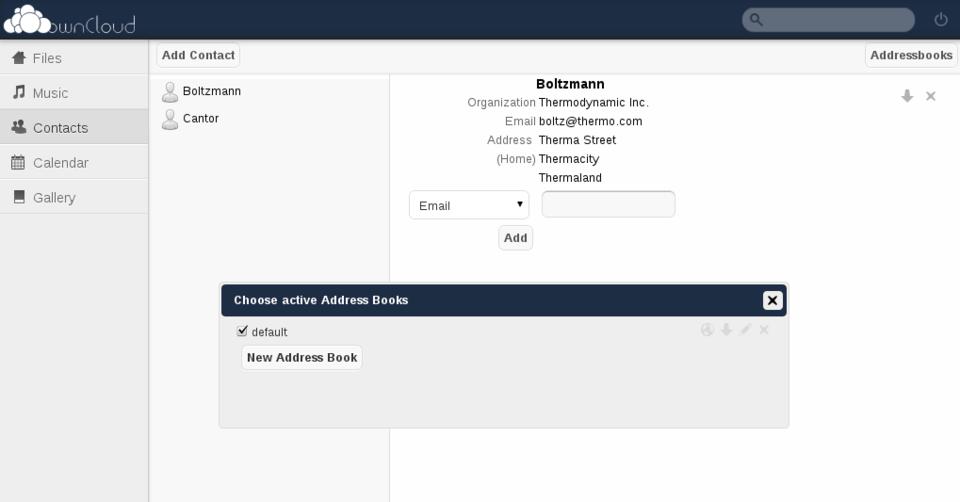 ownCloud
Files
Music
Contacts
Calendar
Gallery
Add Contact
Addressbooks
Boltzmann
Cantor
Boltzmann
Organization Thermodynamic Inc.
Email boltz@thermo.com
Address Therma Street
(Home) Thermacity
Thermaland
Email
Add
Choose active Address Books
default
New Address Book